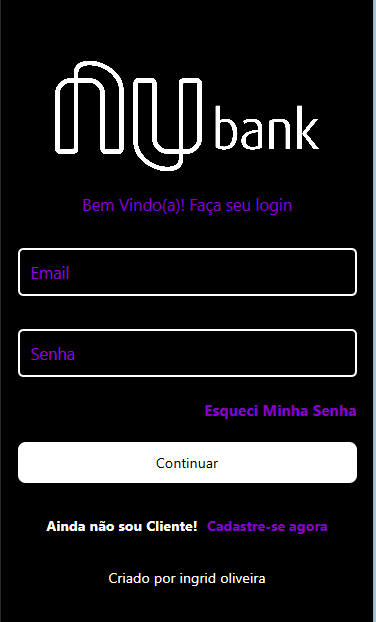 nu bank
Bem Vindo(a)! Faça seu login
Email
Senha
Esqueci Minha Senha
Continuar
Ainda não sou Cliente! Cadastre-se agora
Criado por ingrid oliveira